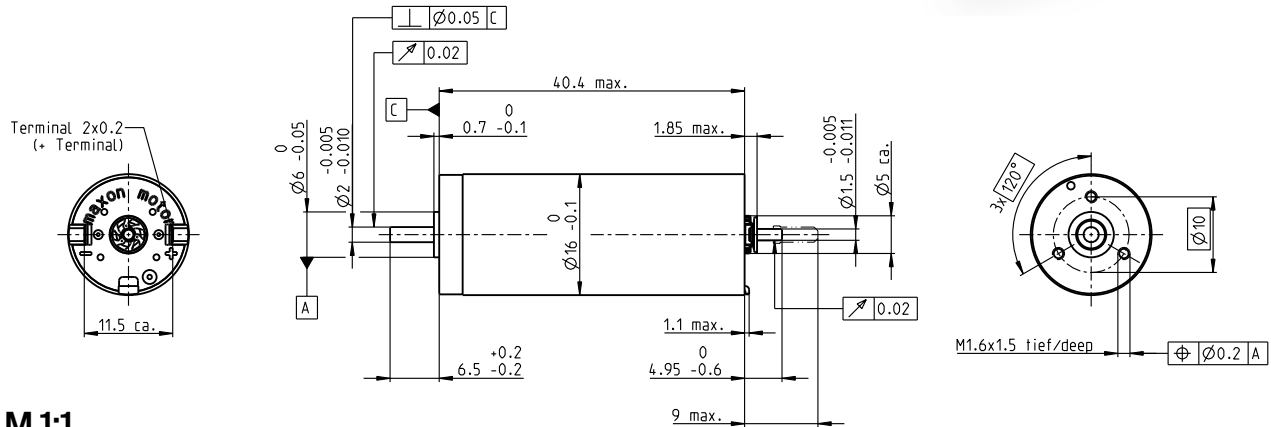 ⊥ Ø0.05 C
↗ 0.02
40.4 max.
C
0
0.7 -0.1
1.85 max.
Terminal 2x0.2
(+ Terminal)
0
Ø6 -0.05
-0.005
Ø2 -0.010
-0.005
Ø1.5 -0.011
Ø5 ca.
maxon motor
- +
0
Ø16 -0.1
3x 120°
Ø10
A
11.5 ca.
↗ 0.02
1.1 max.
+0.2
6.5 -0.2
0
4.95 -0.6
M1.6x1.5 tief/deep
⌖ Ø0.2 A
9 max.
M 1:1